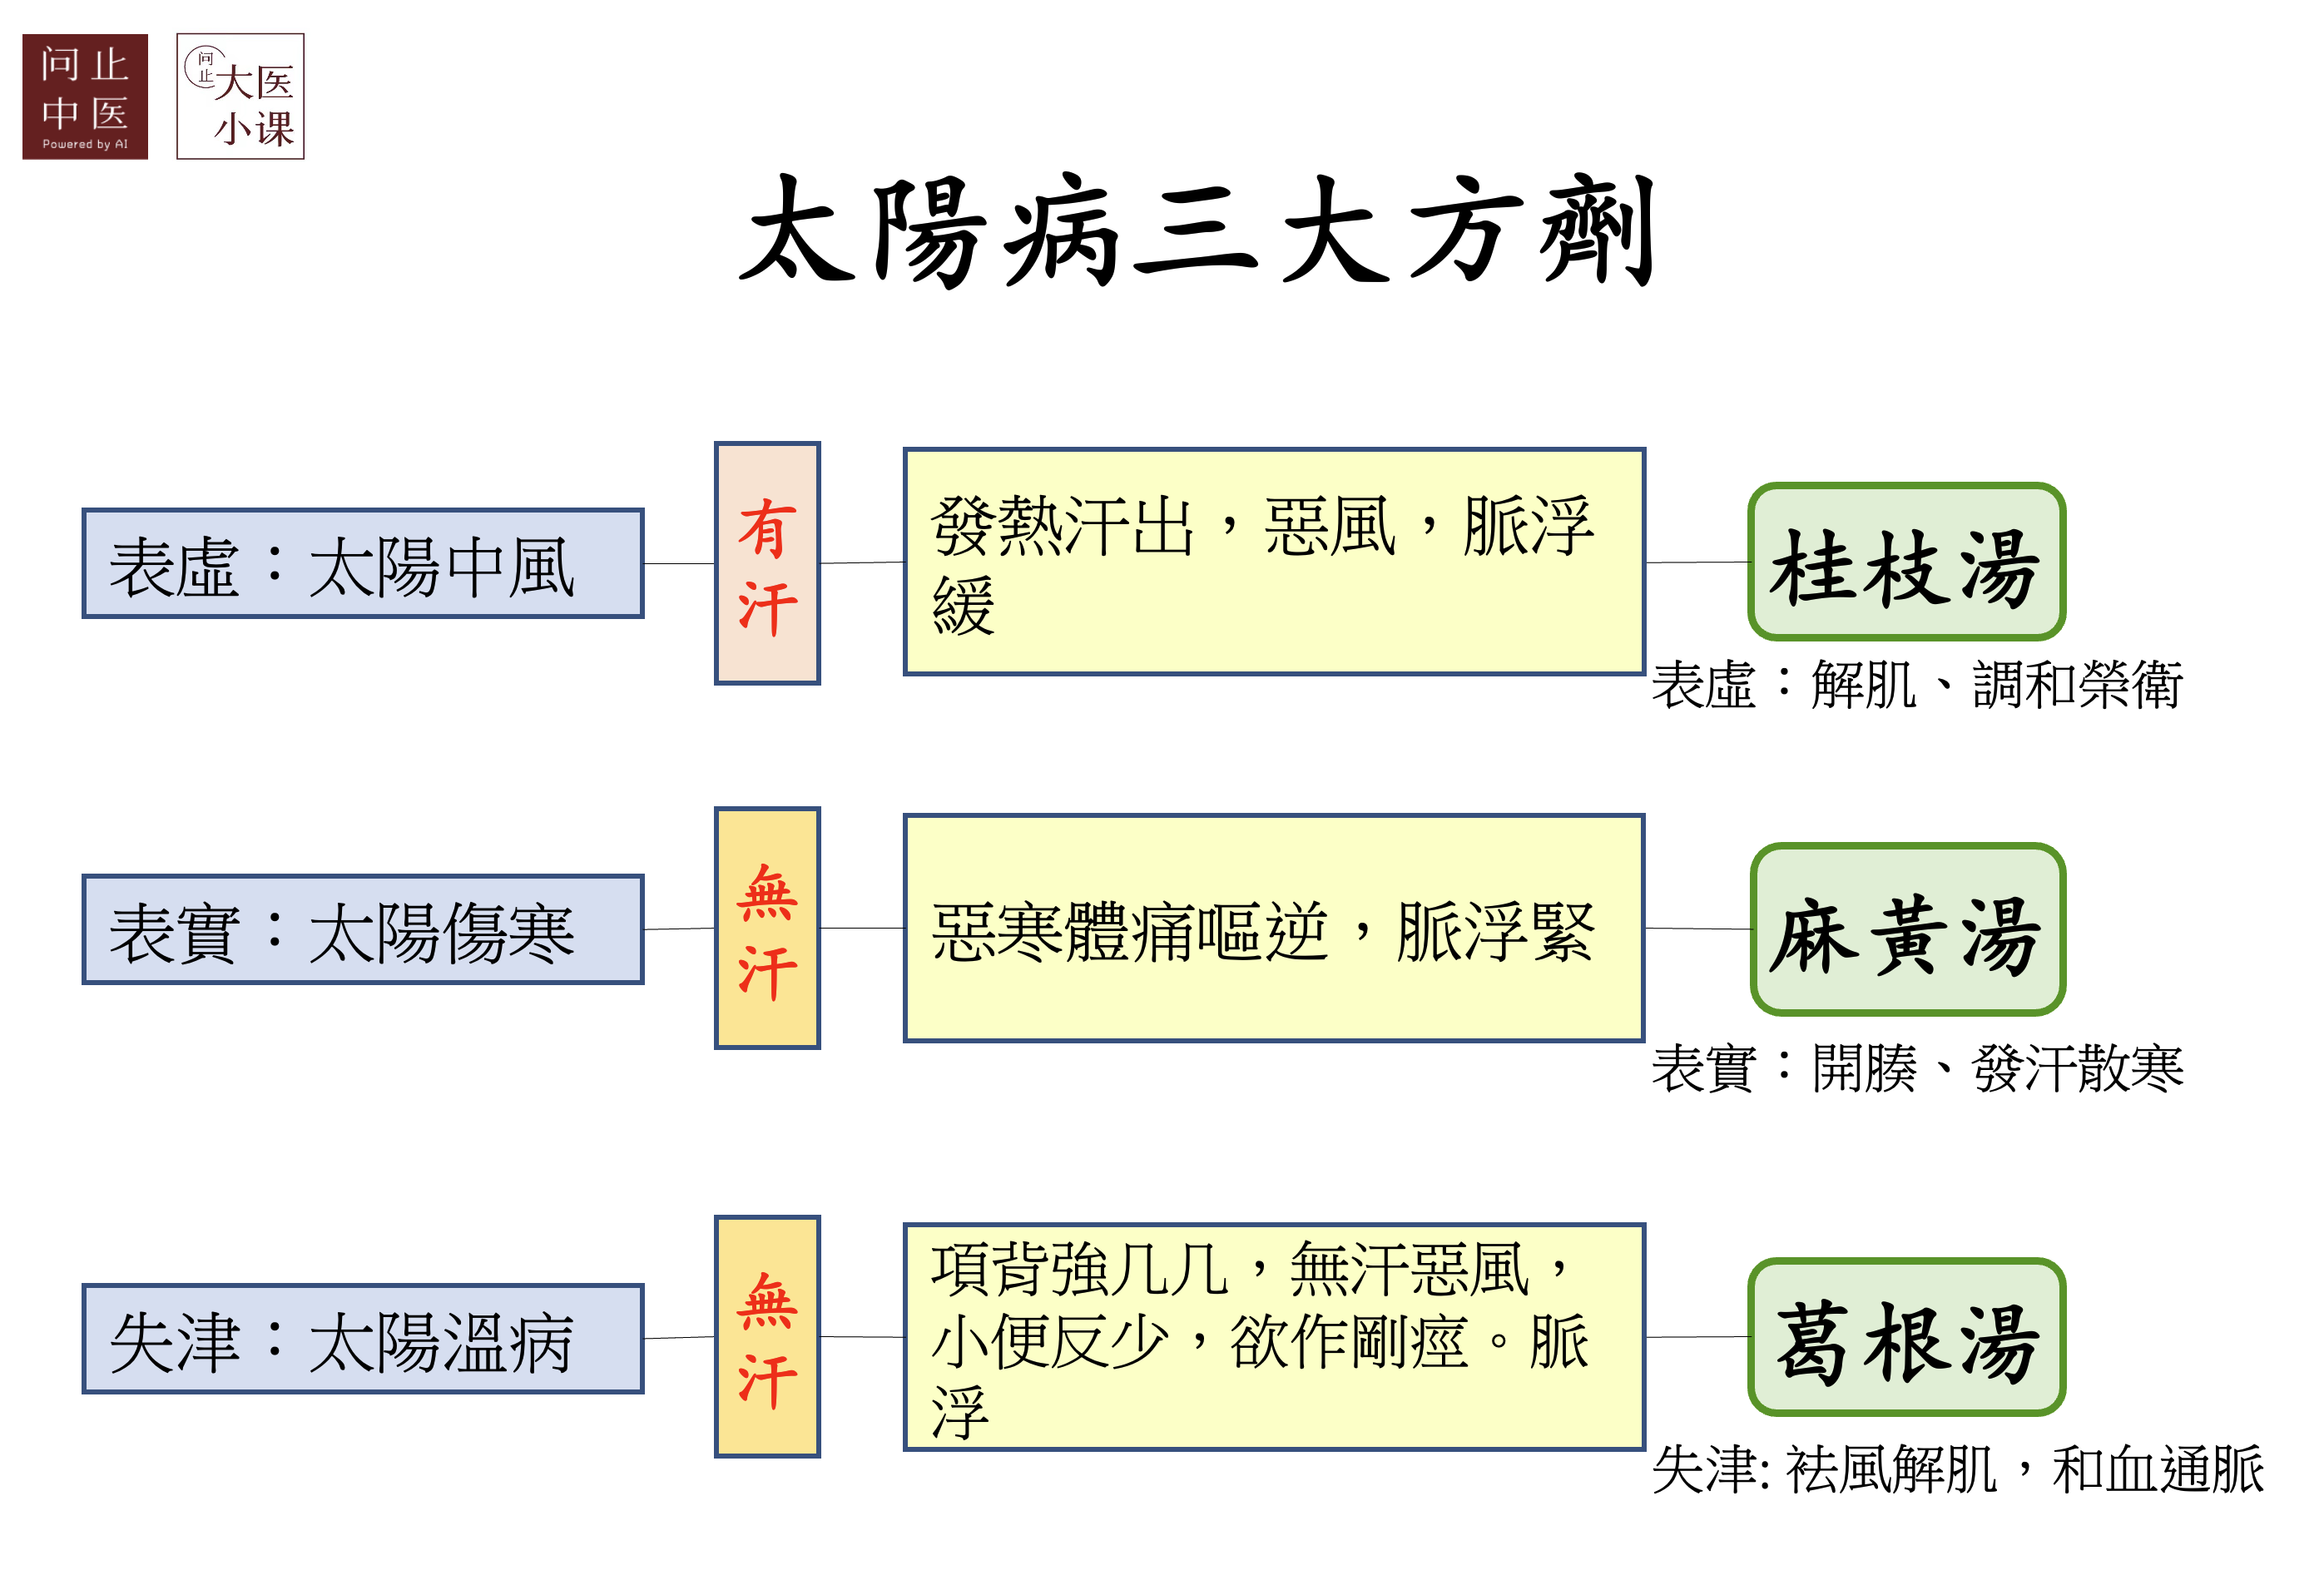 问止
中医
Powered by AI
问
止
大医
小课
太陽病三大方劑
表虛：太陽中風
有
汗
發熱汗出，惡風，脈浮
緩
桂枝湯
表虛：解肌、調和榮衛
表實：太陽傷寒
無
汗
惡寒體痛嘔逆，脈浮緊
麻黃湯
表實：開腠、發汗散寒
失津：太陽溫病
無
汗
項背強几几，無汗惡風，
小便反少，欲作剛痙。脈
浮
葛根湯
失津: 祛風解肌，和血通脈